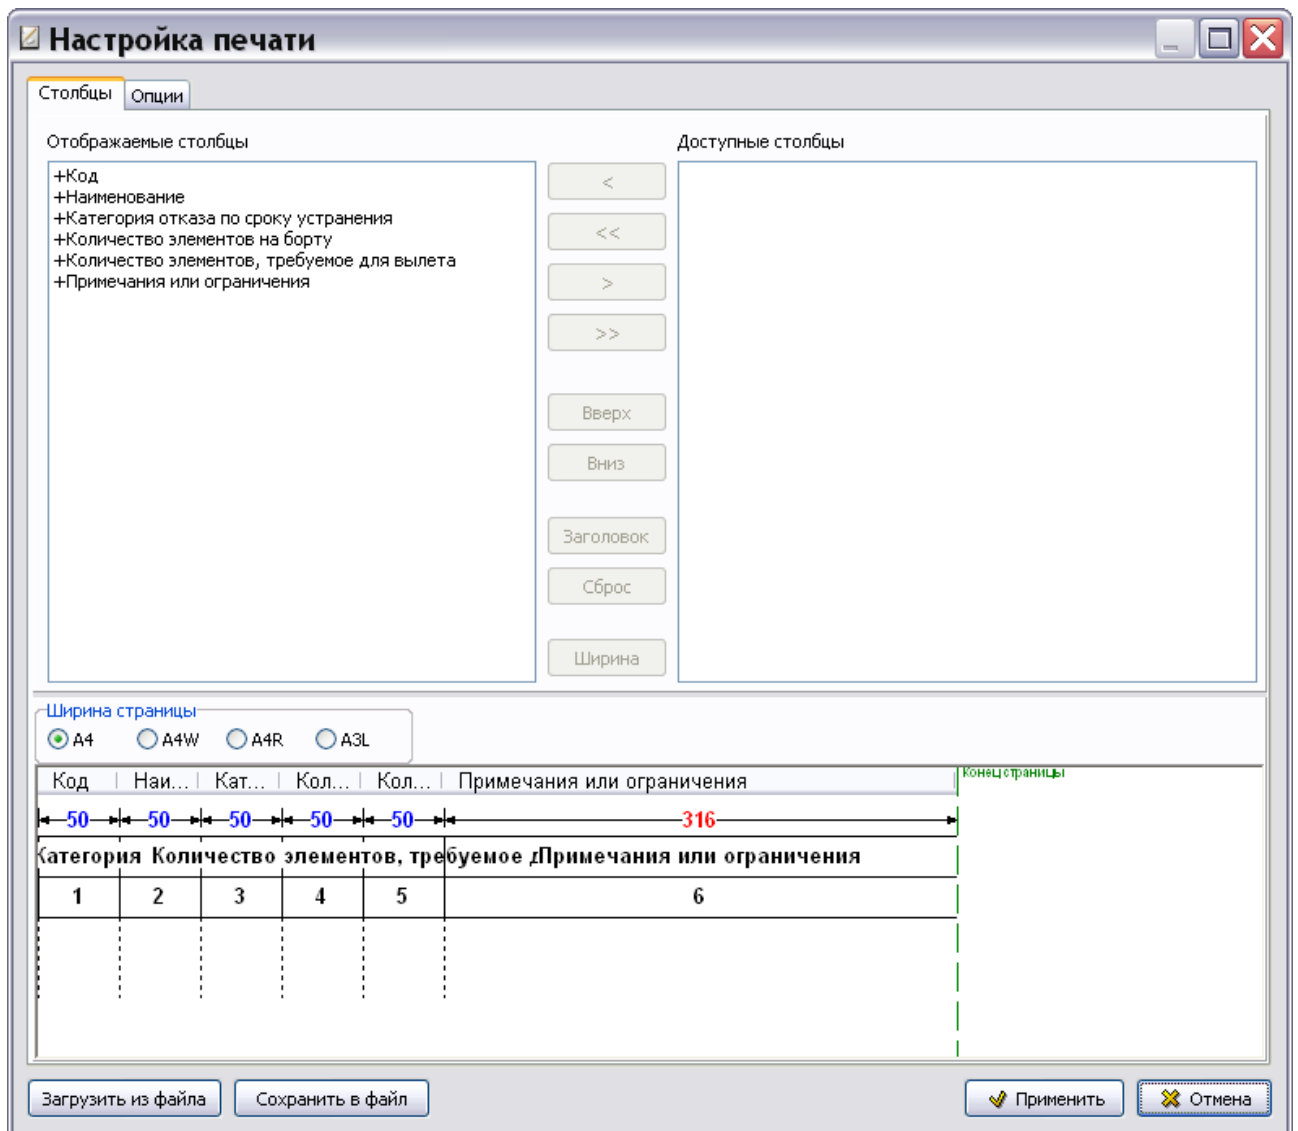 Настройка печати
Столбцы
Опции
Отображаемые столбцы
Доступные столбцы
+Код
+Наименование
+Категория отказа по сроку устранения
+Количество элементов на борту
+Количество элементов, требуемое для вылета
+Примечания или ограничения
<
<<
>
>>
Вверх
Вниз
Заголовок
Сброс
Ширина
Ширина страницы
A4 A4W A4R A3L
Код Наи... Кат... Кол... Кол... Примечания или ограничения
Конец страницы
50 50 50 50 50 316
Категория Количество элементов, требуемое дПримечания или ограничения
1 2 3 4 5 6
Загрузить из файла Сохранить в файл Применить Отмена